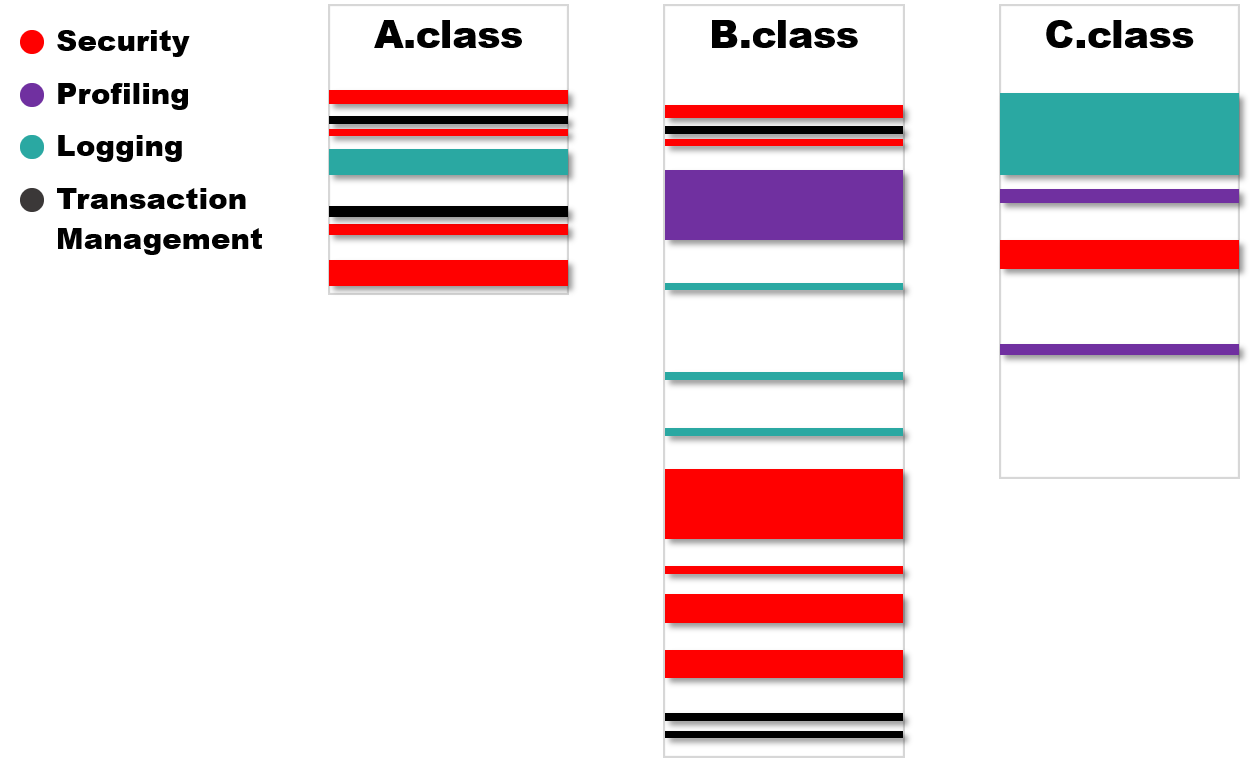 Security
Profiling
Logging
Transaction
Management
A.class
B.class
C.class